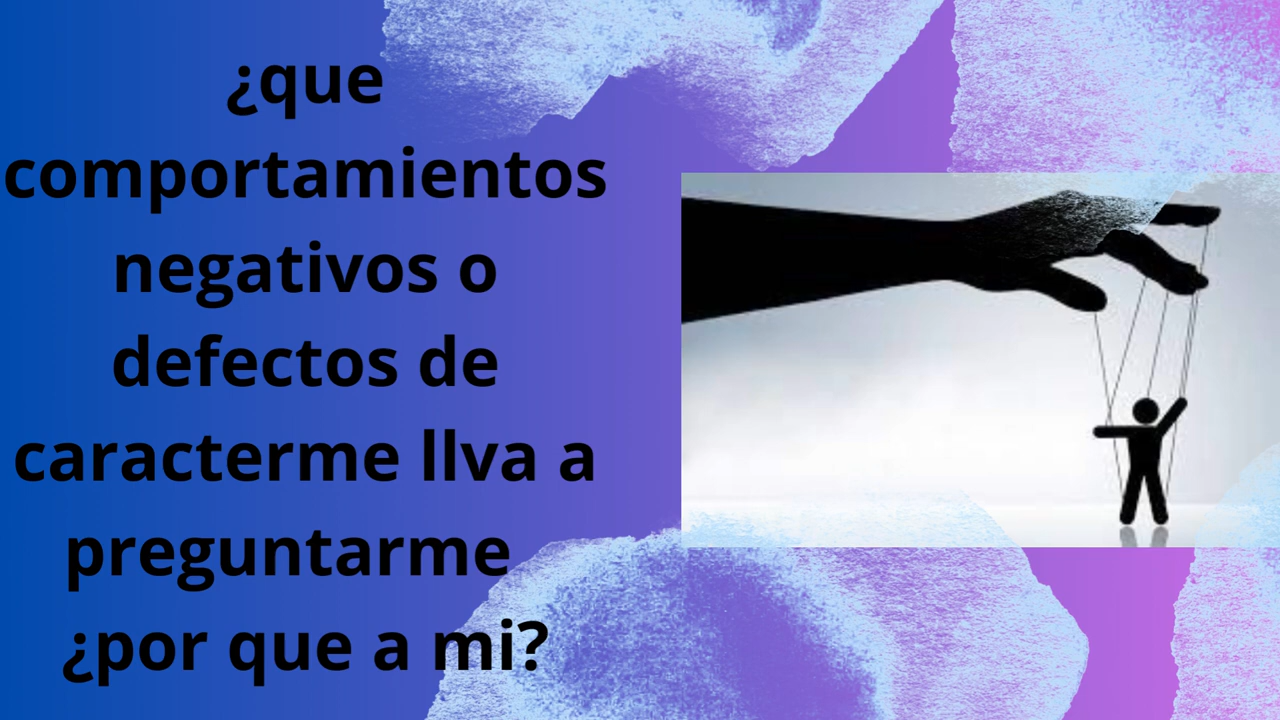 ¿que
comportamientos
negativos o
defectos de
caracterme llva a
preguntarme
¿por que a mi?